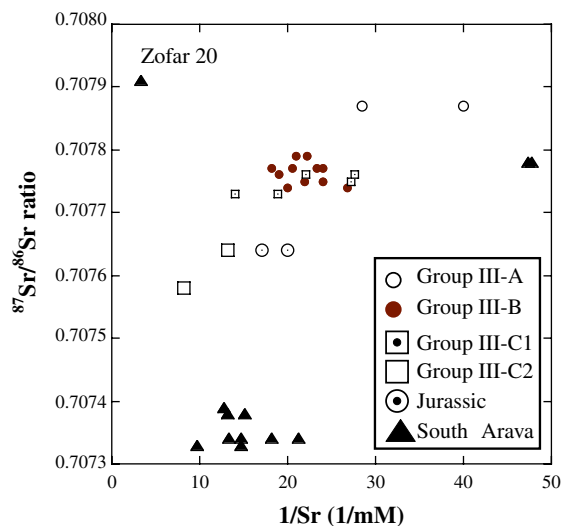 0.7080
Zofar 20
0.7079
0.7078
0.7077
0.7076
0.7075
0.7074
0.7073
⁸⁷Sr/⁸⁶Sr ratio
Group III-A
Group III-B
Group III-C1
Group III-C2
Jurassic
South Arava
0 10 20 30 40 50
1/Sr (1/mM)